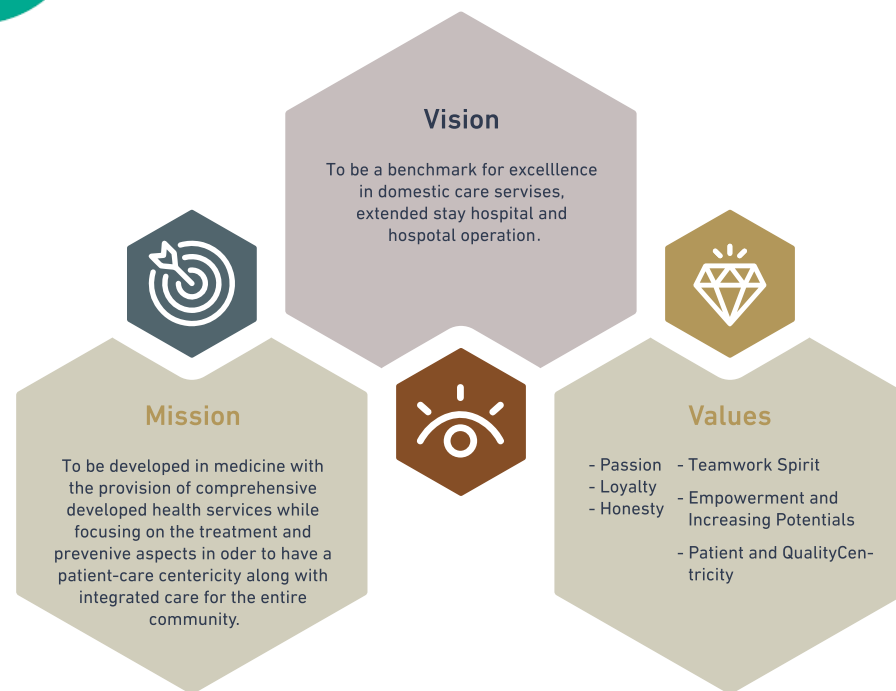 Vision
To be a benchmark for excelllence
in domestic care servises,
extended stay hospital and
hospotal operation.
Mission
To be developed in medicine with
the provision of comprehensive
developed health services while
focusing on the treatment and
prevenive aspects in oder to have a
patient-care centericity along with
integrated care for the entire
community.
Values
- Passion
- Loyalty
- Honesty
- Teamwork Spirit
- Empowerment and
Increasing Potentials
- Patient and QualityCen-
tricity